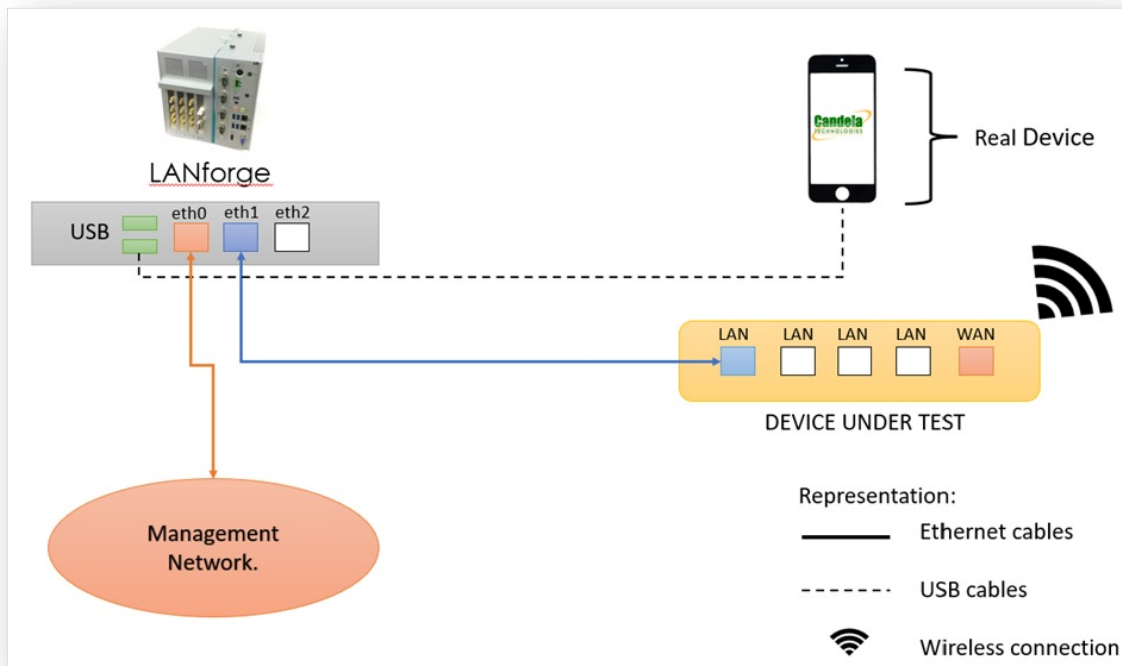 LANforge
USB
eth0
eth1
eth2
Candela
TECHNOLOGIES
Real Device
LAN
LAN
LAN
LAN
WAN
DEVICE UNDER TEST
Management
Network.
Representation:
Ethernet cables
USB cables
Wireless connection